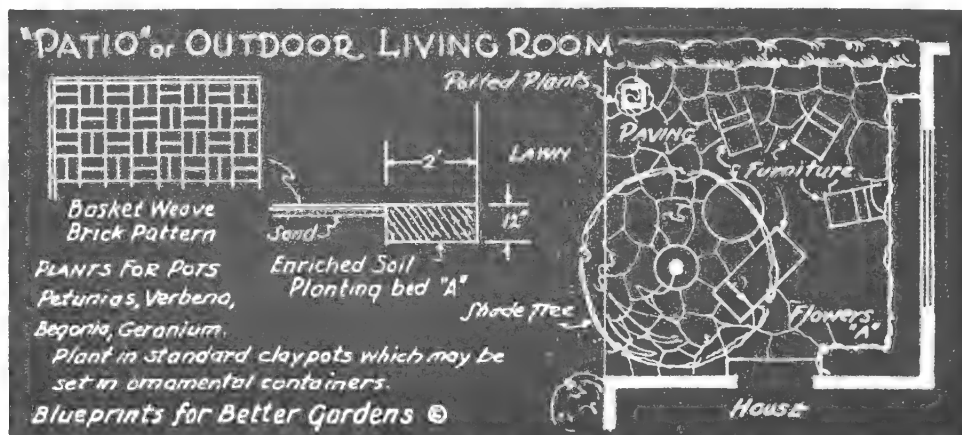 "PATIO" or OUTDOOR LIVING ROOM
Potted Plants
PAVING
Furniture
2'
LAWN
12"
Sand
Basket Weave
Brick Pattern
Enriched Soil
Planting bed "A"
PLANTS FOR POTS
Petunias, Verbena,
Begonia, Geranium.
Plant in standard clay pots which may be
set in ornamental containers.
Shade Tree
Flowers
"A"
HOUSE
Blueprints for Better Gardens ©